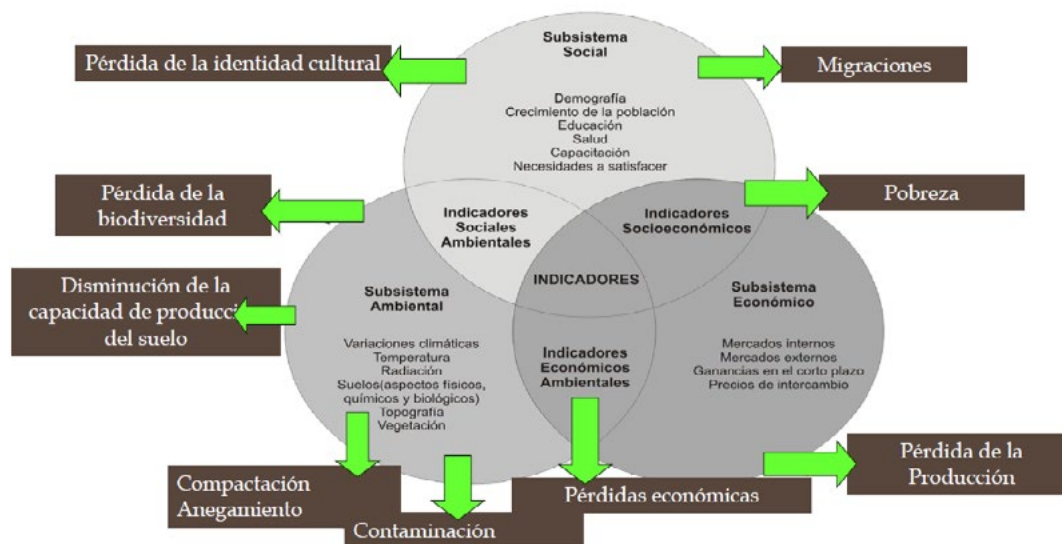 Subsistema
Social
Pérdida de la identidad cultural
Migraciones
Demografía
Crecimiento de la población
Educación
Salud
Capacitación
Necesidades a satisfacer
Pérdida de la
biodiversidad
Pobreza
Indicadores
Sociales
Ambientales
Indicadores
Socioeconómicos
INDICADORES
Disminución de la
capacidad de producci
del suelo
Subsistema
Ambiental
Subsistema
Económico
Variaciones climáticas
Temperatura
Radiación
Suelos(aspectos físicos,
químicos y biológicos)
Topografía
Vegetación
Indicadores
Económicos
Ambientales
Mercados internos
Mercados externos
Ganancias en el corto plazo
Precios de intercambio
Compactación
Anegamiento
Contaminación
Pérdidas económicas
Pérdida de la
Producción